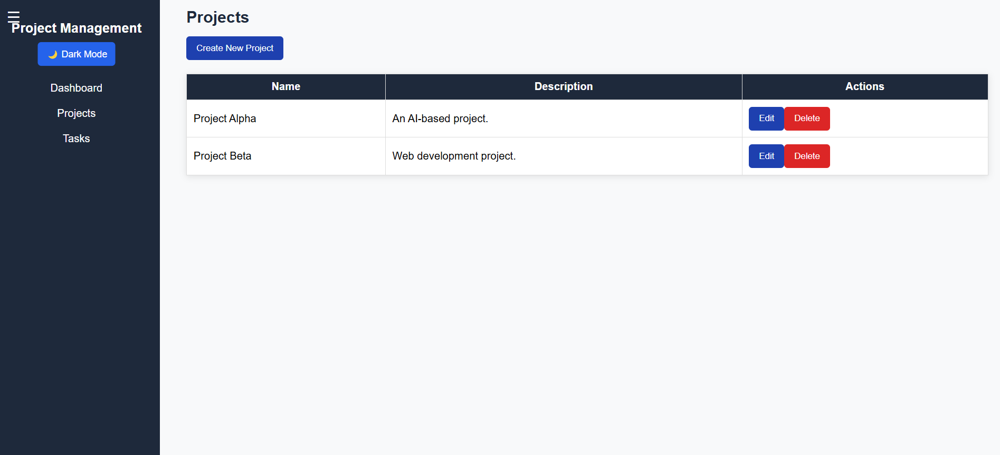 Project Management
🌙 Dark Mode
Dashboard
Projects
Tasks
Projects
Create New Project
Name Description Actions
Project Alpha An AI-based project. Edit Delete
Project Beta Web development project. Edit Delete